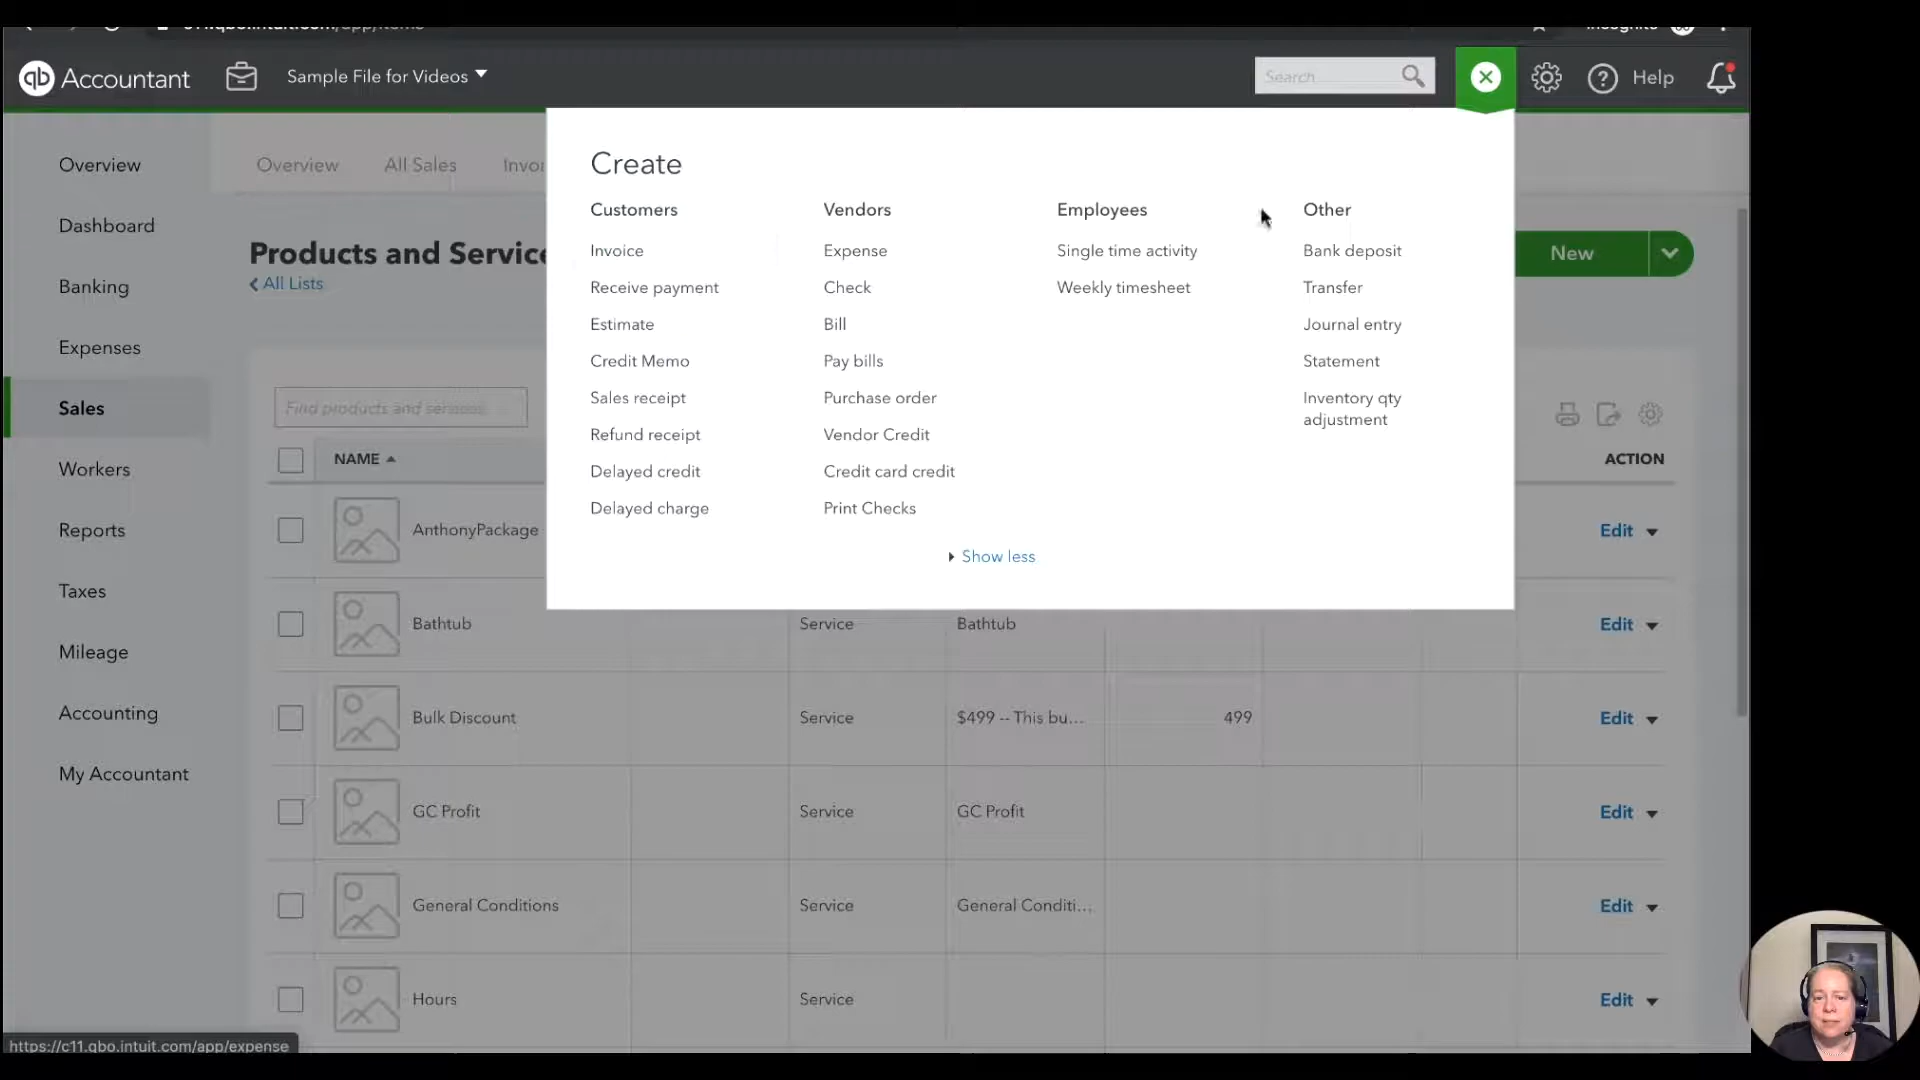 qb Accountant
Sample File for Videos
Search
Help
Create
Customers
Invoice
Receive payment
Estimate
Credit Memo
Sales receipt
Refund receipt
Delayed credit
Delayed charge
Vendors
Expense
Check
Bill
Pay bills
Purchase order
Vendor Credit
Credit card credit
Print Checks
Employees
Single time activity
Weekly timesheet
Other
Bank deposit
Transfer
Journal entry
Statement
Inventory qty
adjustment
Show less
Overview
Dashboard
Banking
Expenses
Sales
Workers
Reports
Taxes
Mileage
Accounting
My Accountant
Overview All Sales Invoi
Products and Service
All Lists
New
Find products and services
NAME ACTION
AnthonyPackage Edit
Bathtub Service Bathtub Edit
Bulk Discount Service $499 -- This bu... 499 Edit
GC Profit Service GC Profit Edit
General Conditions Service General Conditi... Edit
Hours Service Edit
https://c11.qbo.intuit.com/app/expense